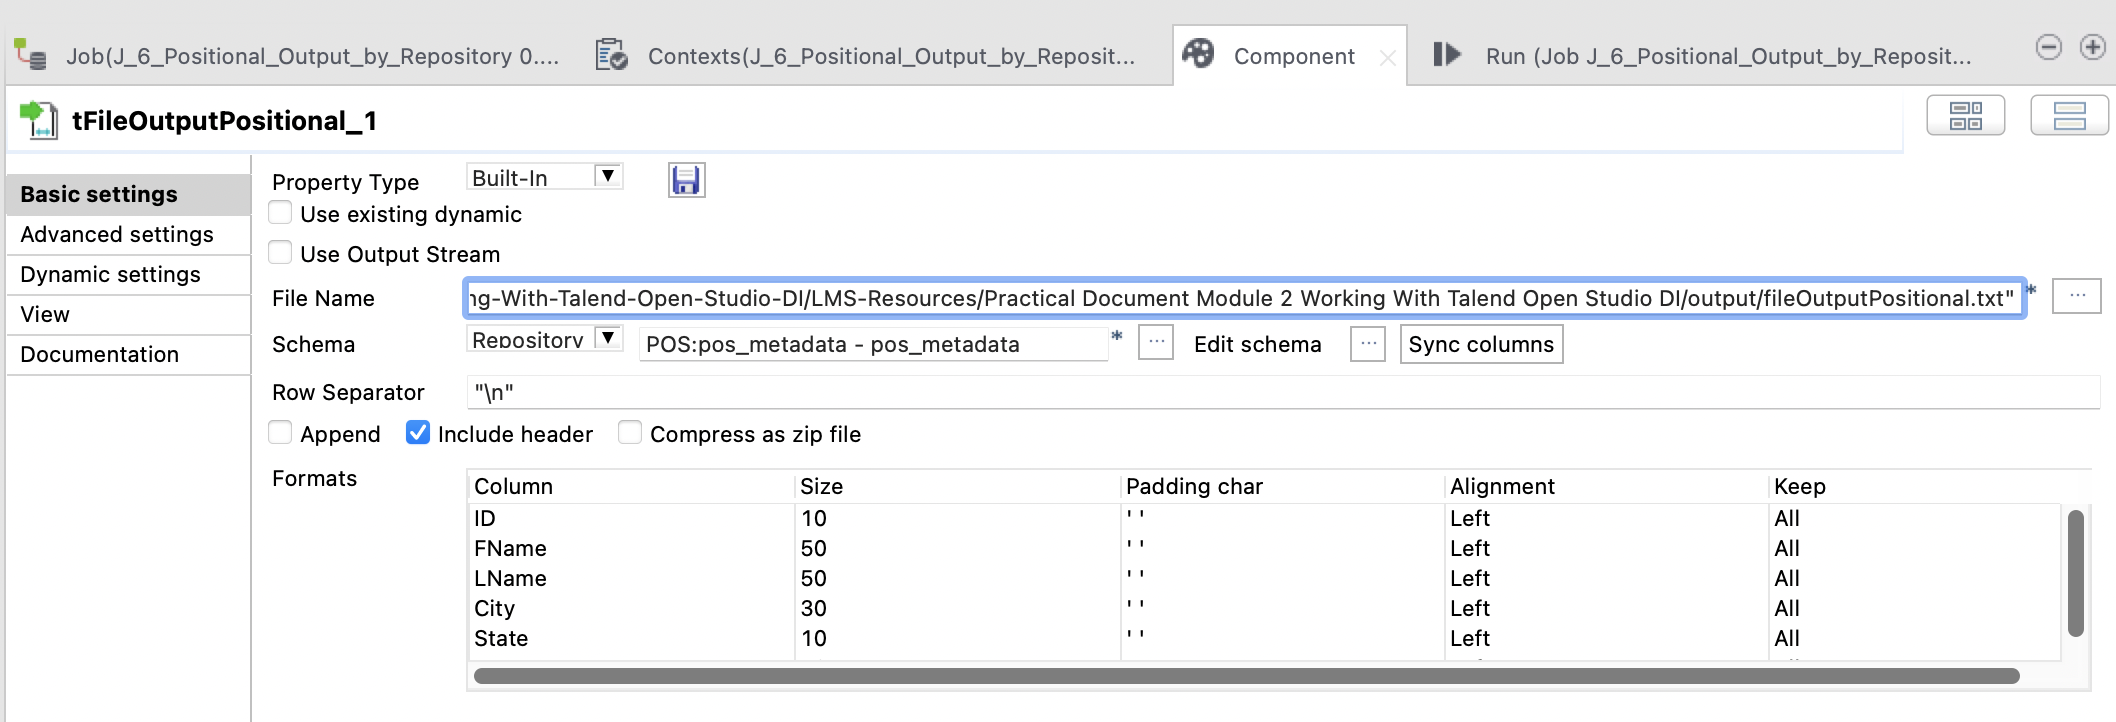 Job(J_6_Positional_Output_by_Repository 0.... Contexts(J_6_Positional_Output_by_Reposit... Component Run (Job J_6_Positional_Output_by_Reposit...
tFileOutputPositional_1
Basic settings
Advanced settings
Dynamic settings
View
Documentation
Property Type Built-In
Use existing dynamic
Use Output Stream
File Name ng-With-Talend-Open-Studio-DI/LMS-Resources/Practical Document Module 2 Working With Talend Open Studio DI/output/fileOutputPositional.txt" * ...
Schema Repository POS:pos_metadata - pos_metadata * ... Edit schema ... Sync columns
Row Separator "\n"
Append Include header Compress as zip file
Formats
Column Size Padding char Alignment Keep
ID 10 ' ' Left All
FName 50 ' ' Left All
LName 50 ' ' Left All
City 30 ' ' Left All
State 10 ' ' Left All